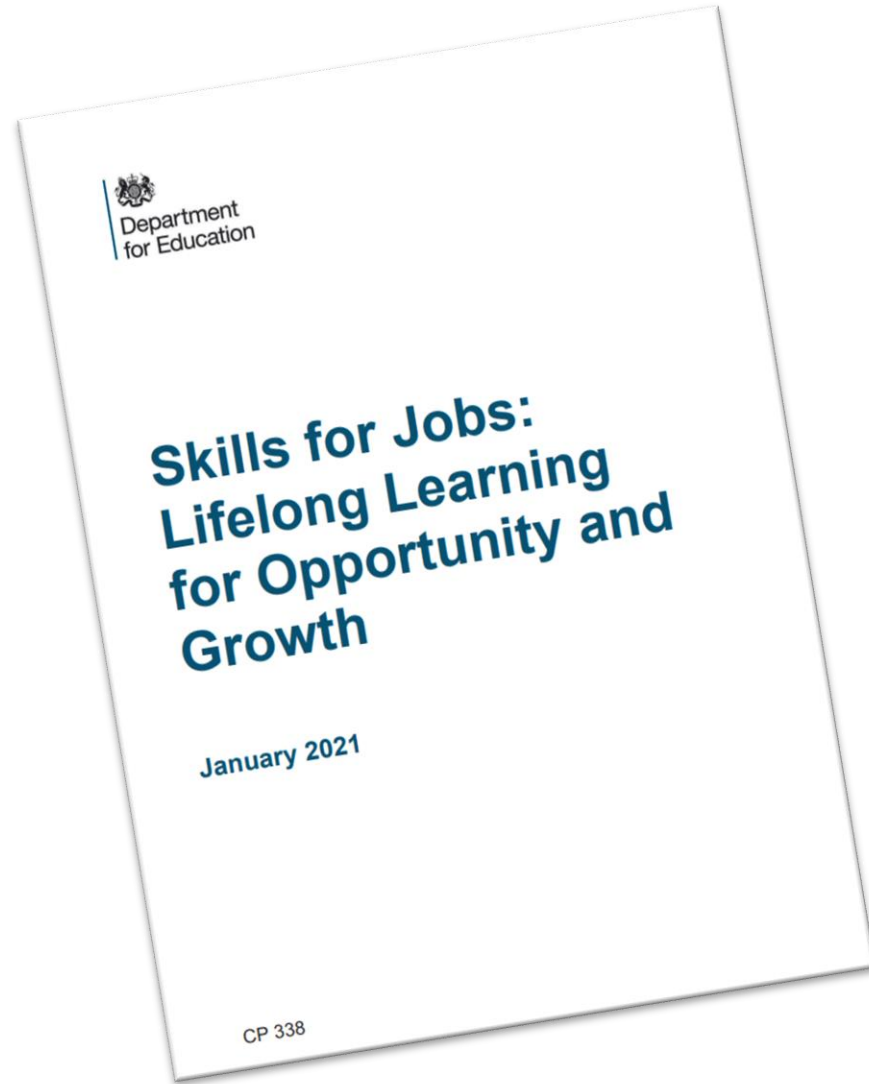 Department
for Education
Skills for Jobs:
Lifelong Learning
for Opportunity and
Growth
January 2021
CP 338